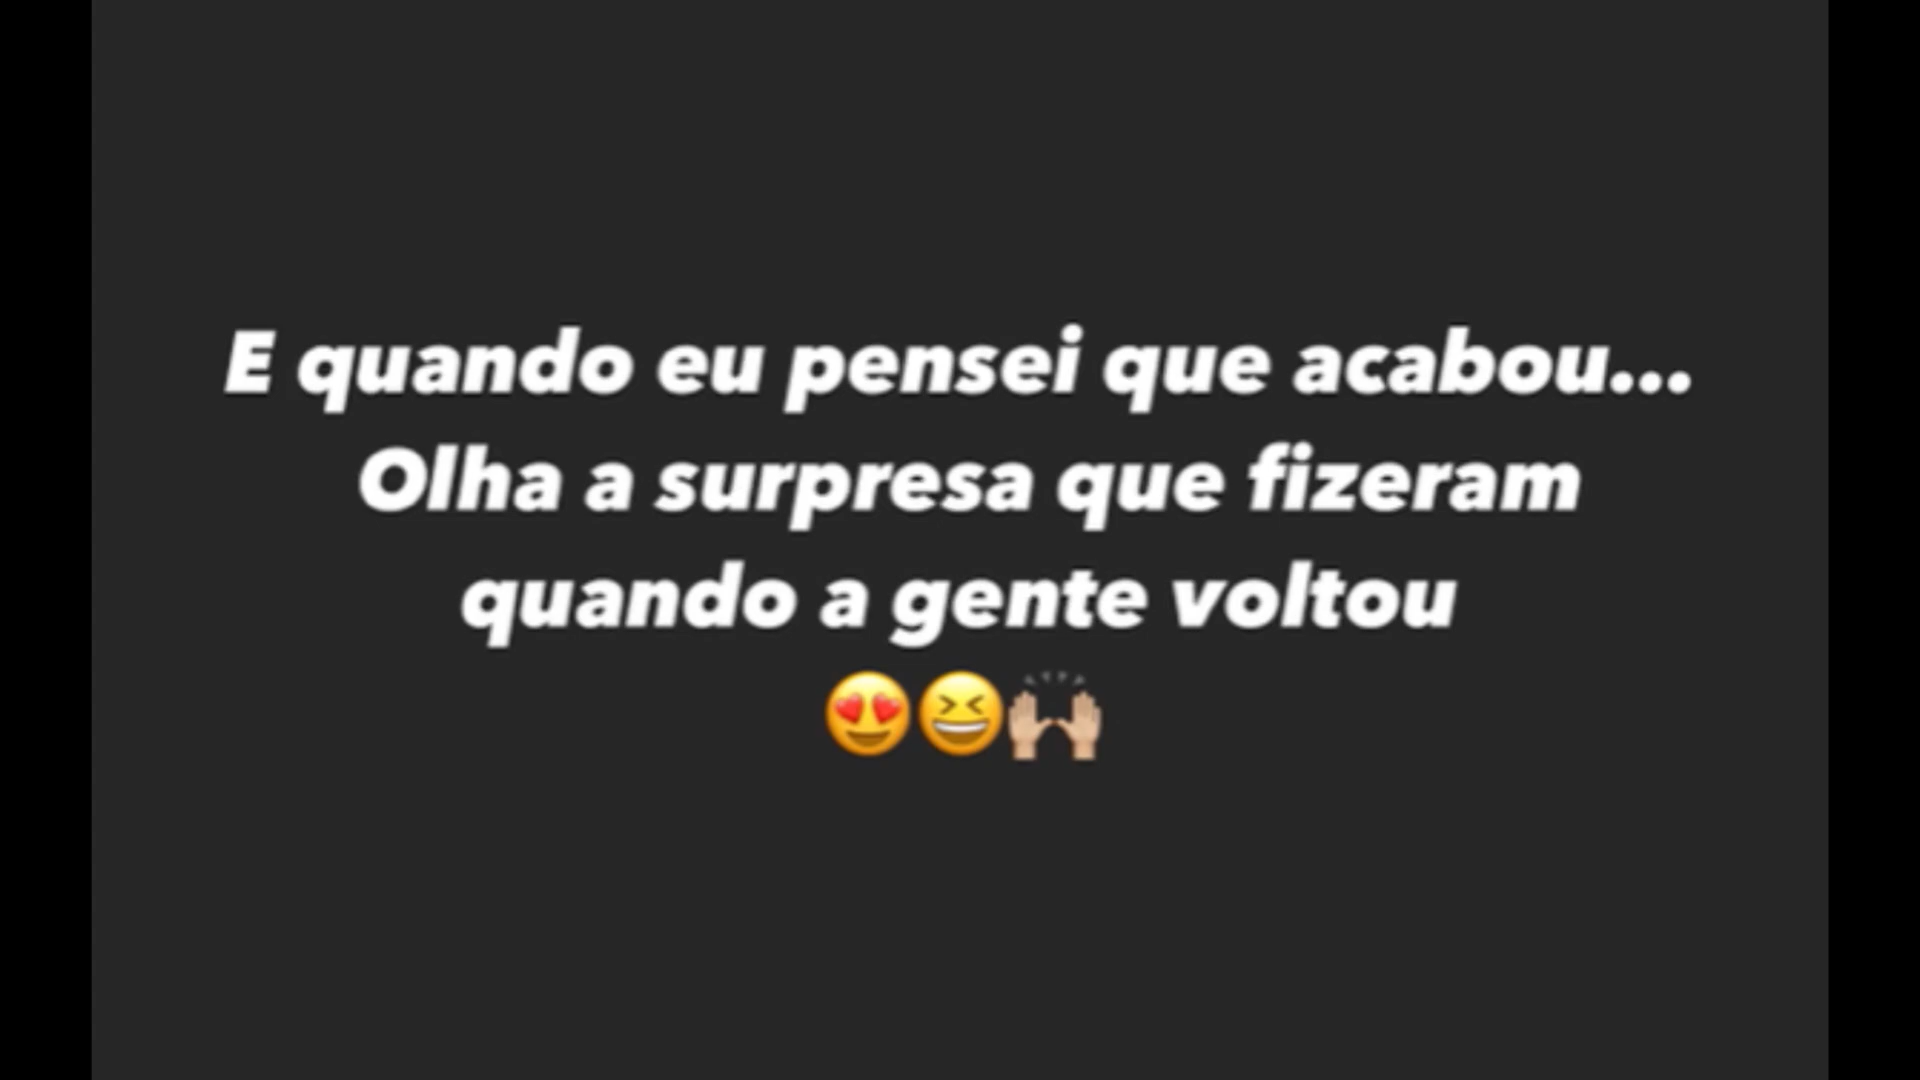 E quando eu pensei que acabou...
Olha a surpresa que fizeram
quando a gente voltou
😍😆🙌🏼